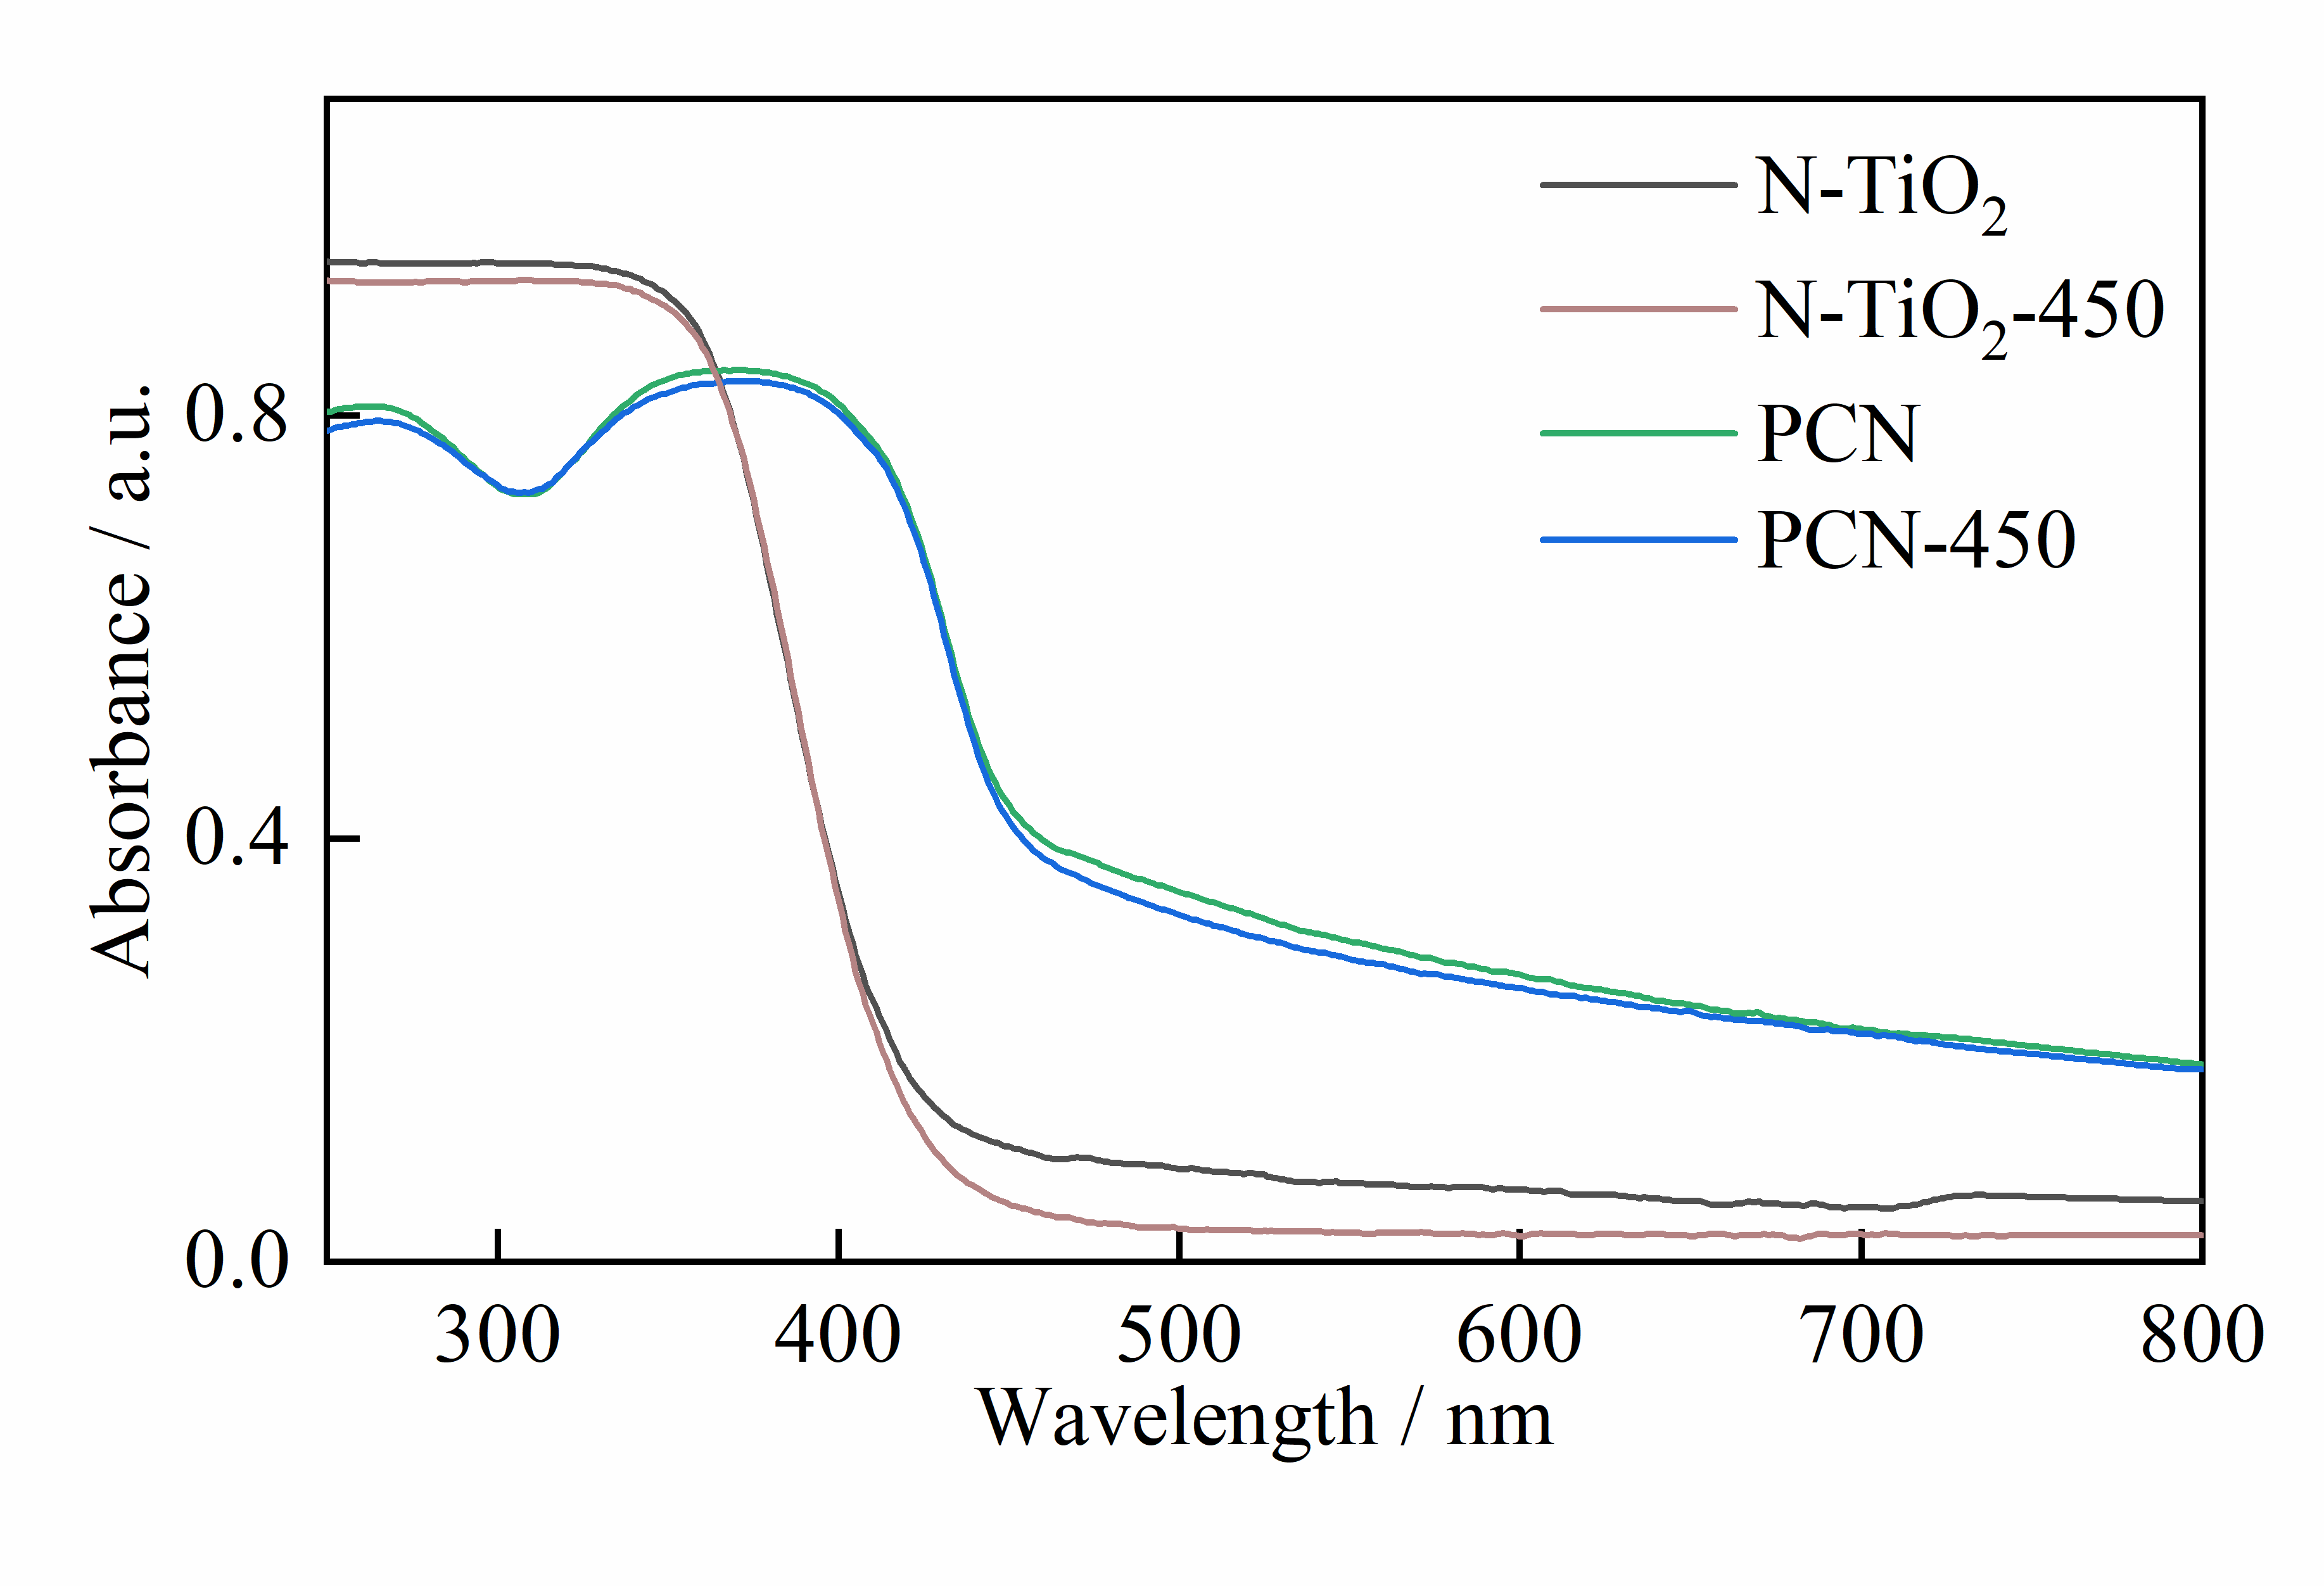 N-TiO₂
N-TiO₂-450
PCN
PCN-450
Absorbance / a.u.
0.8
0.4
0.0
300 400 500 600 700 800
Wavelength / nm